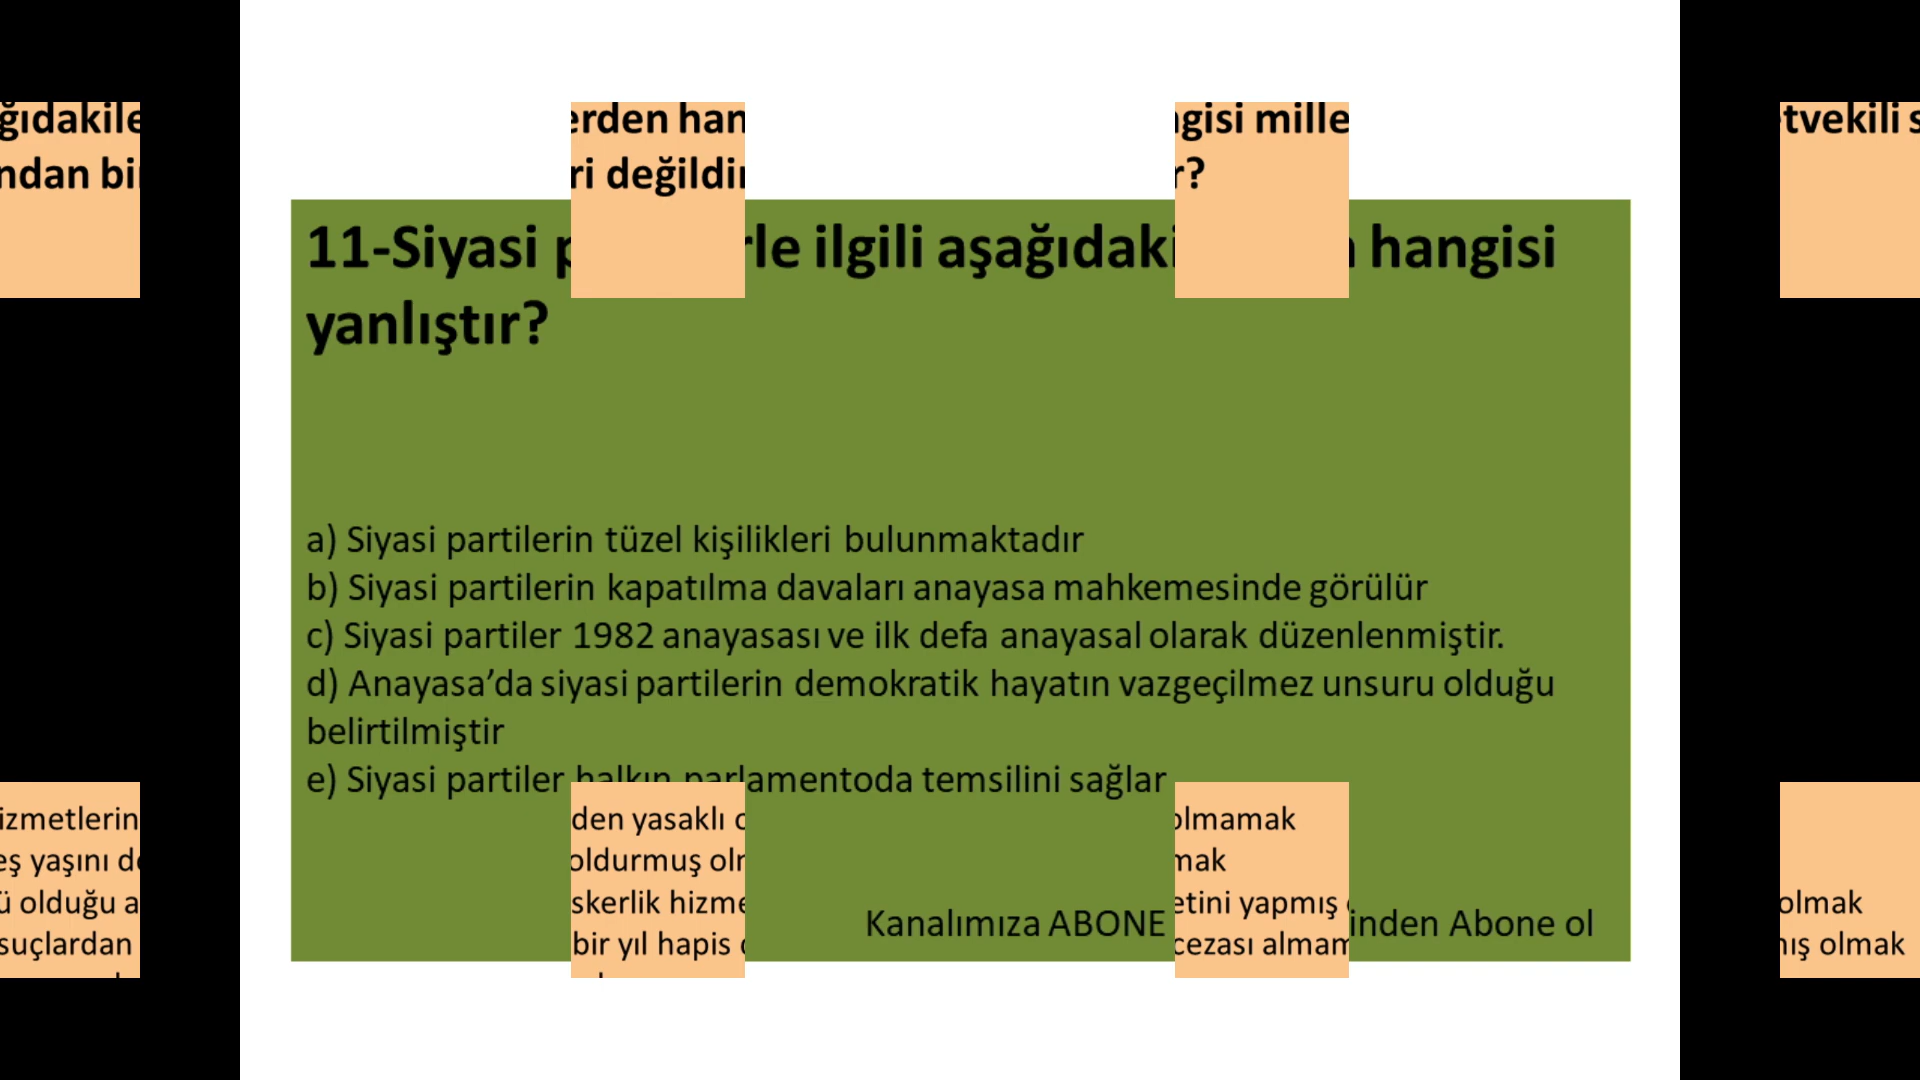 ğıdakile erden han ngisi mille tvekili s
ndan bi ri değildi r?
11-Siyasi rle ilgili aşağıdaki hangisi
yanlıştır?
a) Siyasi partilerin tüzel kişilikleri bulunmaktadır
b) Siyasi partilerin kapatılma davaları anayasa mahkemesinde görülür
c) Siyasi partiler 1982 anayasası ve ilk defa anayasal olarak düzenlenmiştir.
d) Anayasa’da siyasi partilerin demokratik hayatın vazgeçilmez unsuru olduğu
belirtilmiştir
e) Siyasi partiler halkın parlamentoda temsilini sağlar
izmetlerin den yasaklı olmamak
eş yaşını oldurmuş mak
ü olduğu a skerlik hizme etini yapmış olmak
suçlardan bir yıl hapis cezası almam mış olmak
Kanalımıza ABONE inden Abone ol